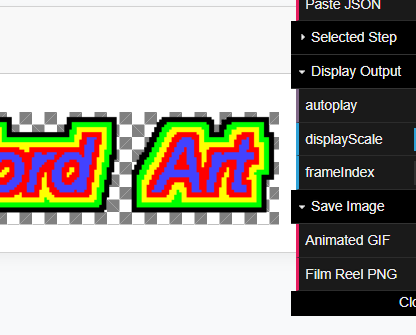 ord Art
Paste JSON
Selected Step
Display Output
autoplay
displayScale
frameIndex
Save Image
Animated GIF
Film Reel PNG
Clo